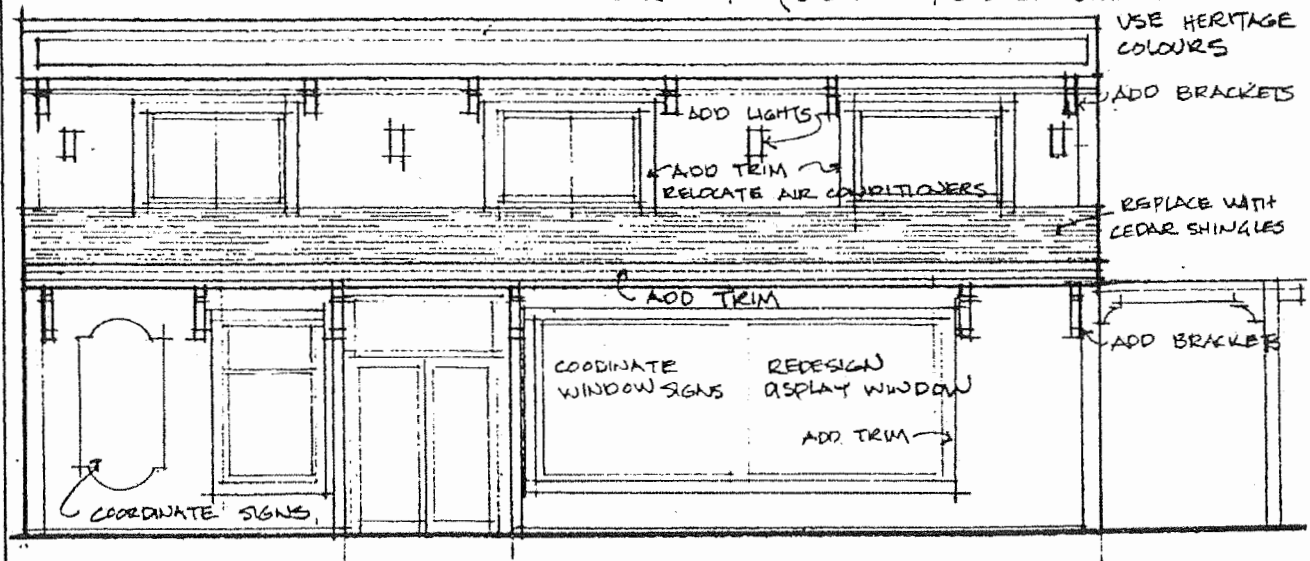 USE HERITAGE
COLOURS
ADD BRACKETS
ADD LIGHTS
ADD TRIM
RELOCATE AIR CONDITIONERS
REPLACE WITH
CEDAR SHINGLES
ADD TRIM
ADD BRACKETS
COODINATE
WINDOW SIGNS
REDESIGN
DISPLAY WINDOW
ADD TRIM
COORDINATE SIGNS